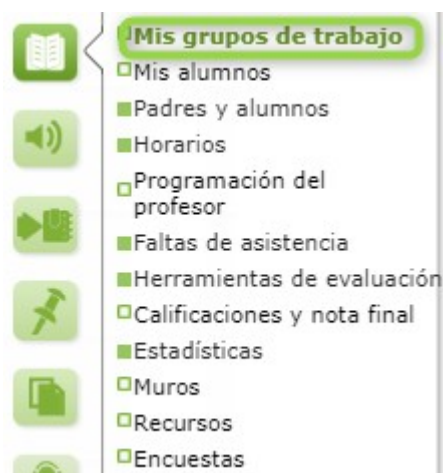 Mis grupos de trabajo
Mis alumnos
Padres y alumnos
Horarios
Programación del
profesor
Faltas de asistencia
Herramientas de evaluación
Calificaciones y nota final
Estadísticas
Muros
Recursos
Encuestas